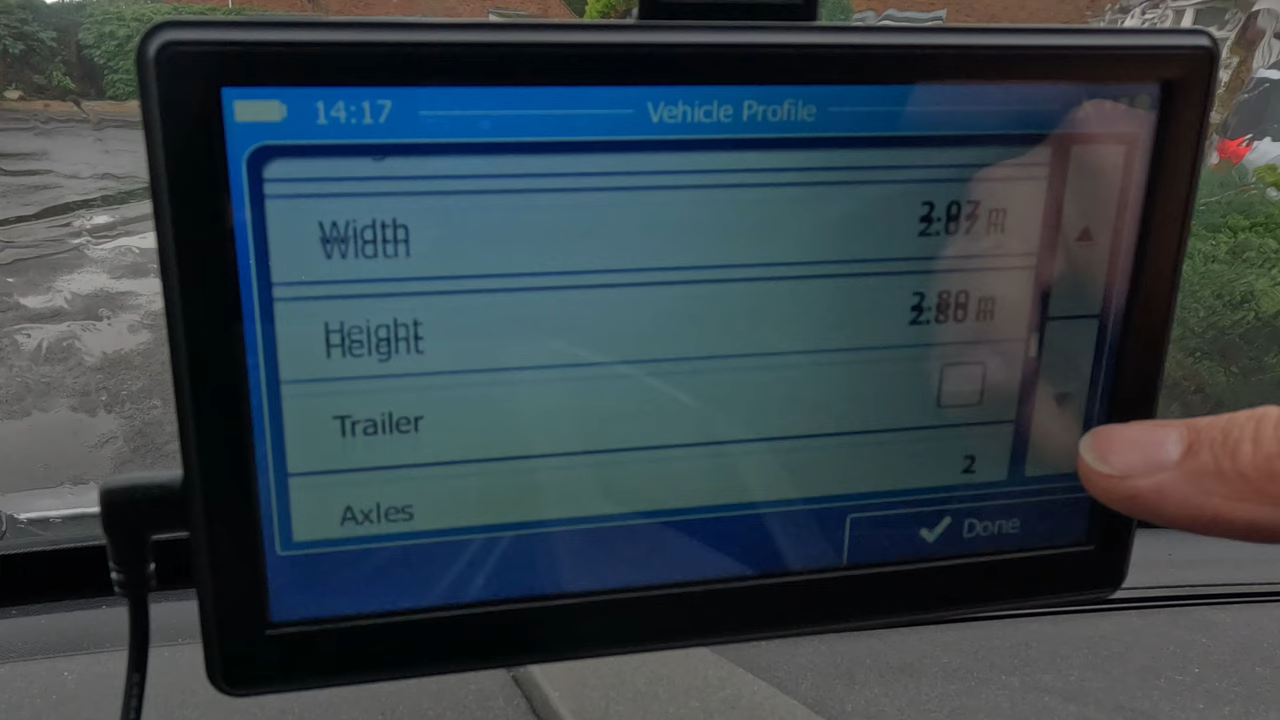 14:17 Vehicle Profile
Width 2.07 m
Height 2.80 m
Trailer
Axles 2
Done